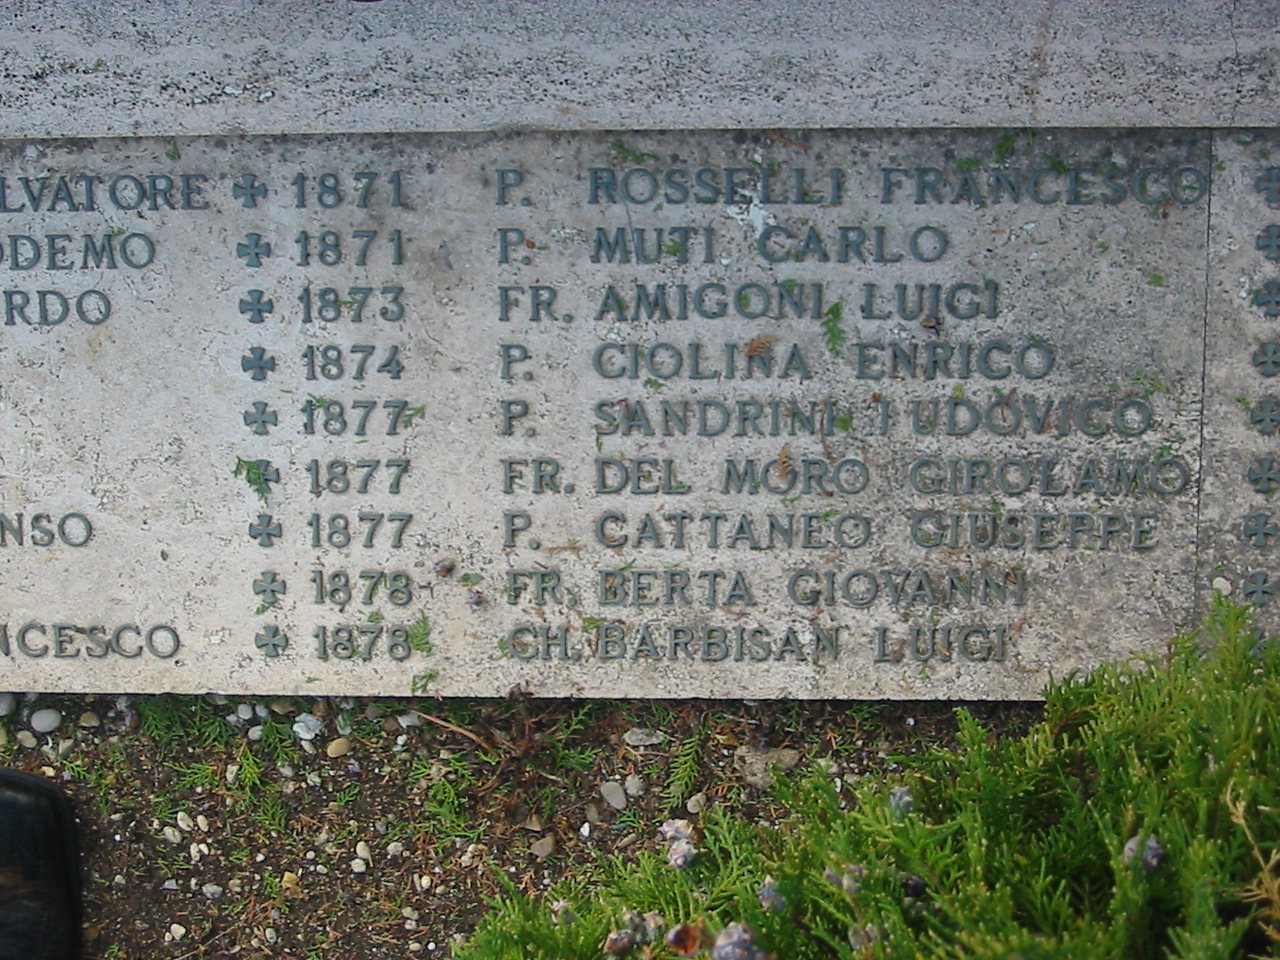 LVATORE ✠ 1871 P. ROSSELLI FRANCESCO ✠
ODEMO ✠ 1871 P. MUTI CARLO ✠
RDO ✠ 1873 FR. AMIGONI LUIGI ✠
✠ 1874 P. CIOLINA ENRICO ✠
✠ 1877 P. SANDRINI LUDOVICO ✠
✠ 1877 FR. DEL MORO GIROLAMO ✠
NSO ✠ 1877 P. CATTANEO GIUSEPPE ✠
✠ 1878 FR. BERTA GIOVANNI ✠
NCESCO ✠ 1878 CH. BARBISAN LUIGI